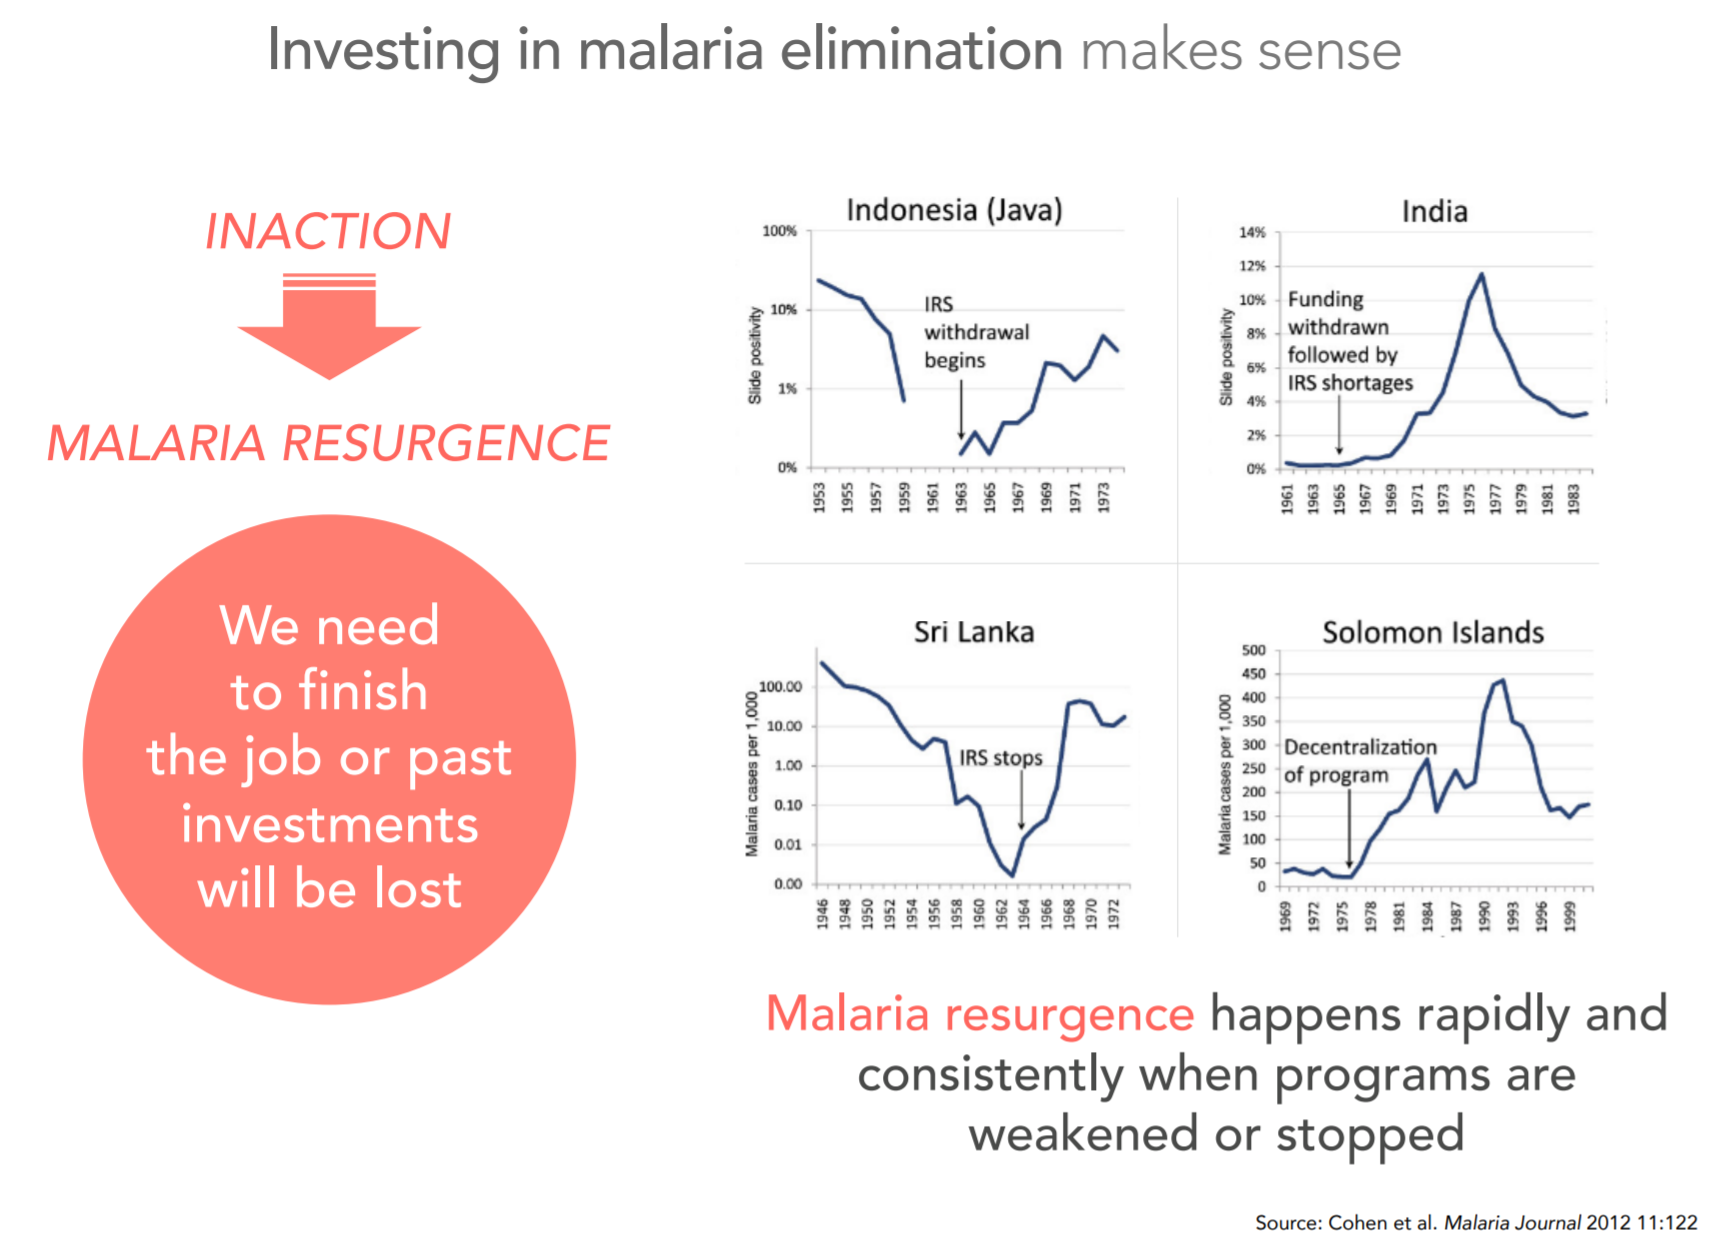 Investing in malaria elimination makes sense
INACTION
MALARIA RESURGENCE
We need
to finish
the job or past
investments
will be lost
Indonesia (Java)
Slide positivity
100%
10%
1%
0%
IRS
withdrawal
begins
1953
1955
1957
1959
1961
1963
1965
1967
1969
1971
1973
India
Slide positivity
14%
12%
10%
8%
6%
4%
2%
0%
Funding
withdrawn
followed by
IRS shortages
1961
1963
1965
1967
1969
1971
1973
1975
1977
1979
1981
1983
Sri Lanka
Malaria cases per 1,000
100.00
10.00
1.00
0.10
0.01
0.00
IRS stops
1946
1948
1950
1952
1954
1956
1958
1960
1962
1964
1966
1968
1970
1972
Solomon Islands
Malaria cases per 1,000
500
450
400
350
300
250
200
150
100
50
0
Decentralization
of program
1969
1972
1975
1978
1981
1984
1987
1990
1993
1996
1999
Malaria resurgence happens rapidly and
consistently when programs are
weakened or stopped
Source: Cohen et al. Malaria Journal 2012 11:122